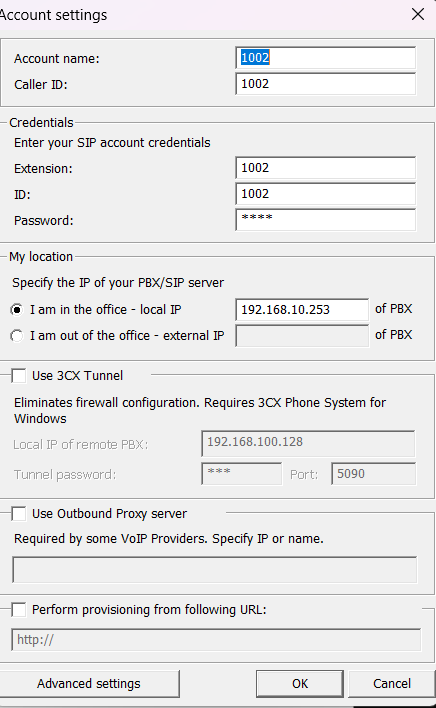 Account settings
Account name: 1002
Caller ID: 1002
Credentials
Enter your SIP account credentials
Extension: 1002
ID: 1002
Password: ****
My location
Specify the IP of your PBX/SIP server
I am in the office - local IP 192.168.10.253 of PBX
I am out of the office - external IP of PBX
Use 3CX Tunnel
Eliminates firewall configuration. Requires 3CX Phone System for
Windows
Local IP of remote PBX: 192.168.100.128
Tunnel password: *** Port: 5090
Use Outbound Proxy server
Required by some VoIP Providers. Specify IP or name.
Perform provisioning from following URL:
http://
Advanced settings OK Cancel